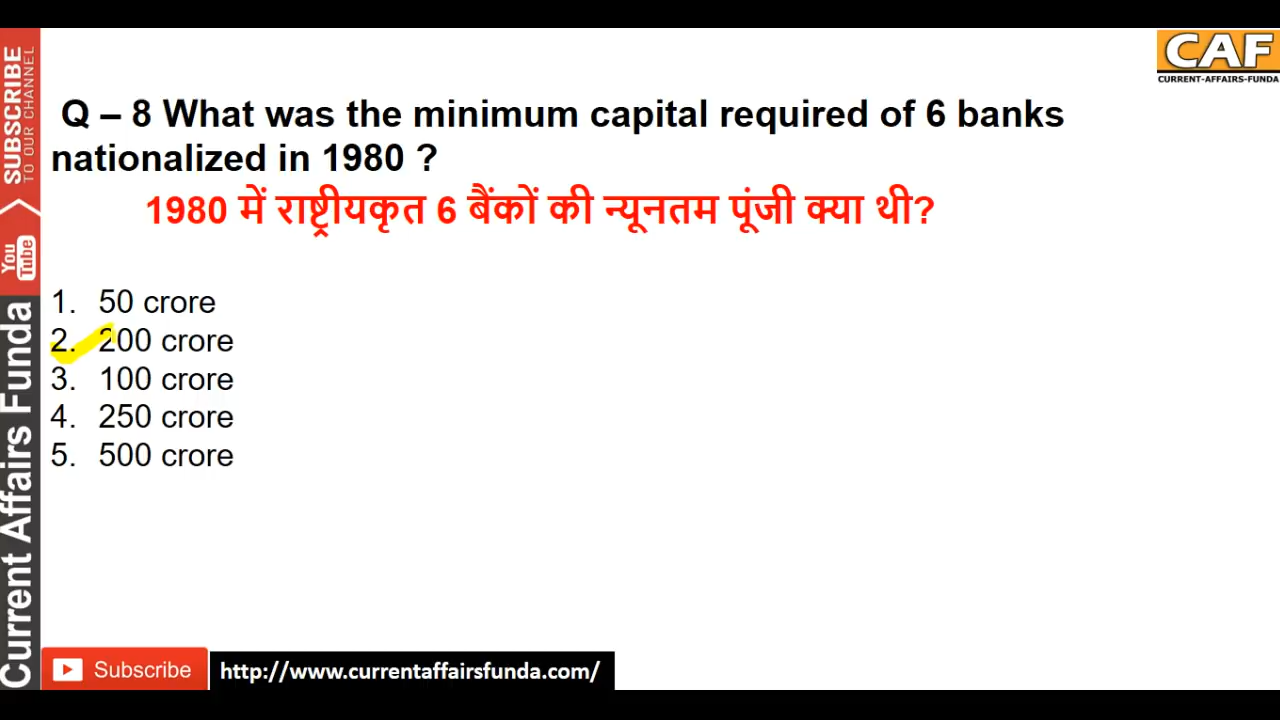 CAF
CURRENT-AFFAIRS-FUNDA
SUBSCRIBE
TO OUR CHANNEL
You
Tube
Current Affairs Funda
Q – 8 What was the minimum capital required of 6 banks
nationalized in 1980 ?
1980 में राष्ट्रीयकृत 6 बैंकों की न्यूनतम पूंजी क्या थी?
1. 50 crore
2. 200 crore
3. 100 crore
4. 250 crore
5. 500 crore
Subscribe
http://www.currentaffairsfunda.com/